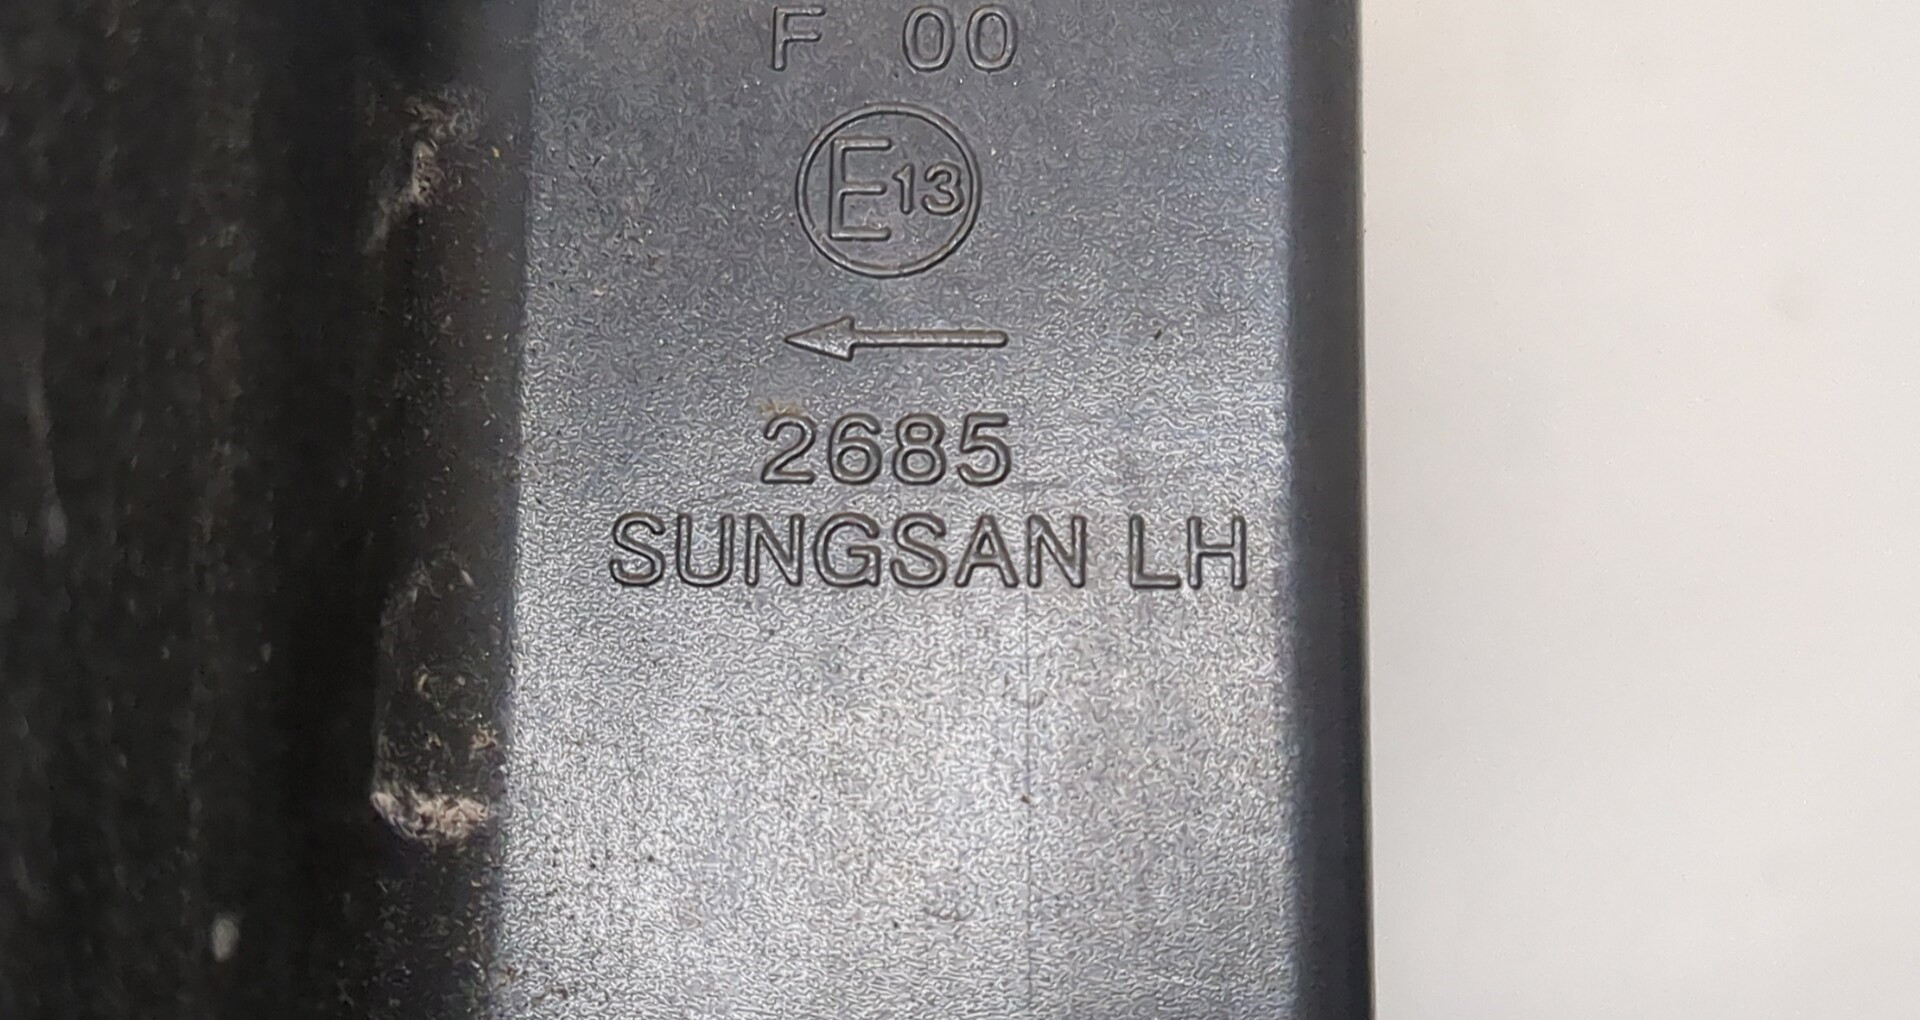 F 00
E13
←
2685
SUNGSAN LH